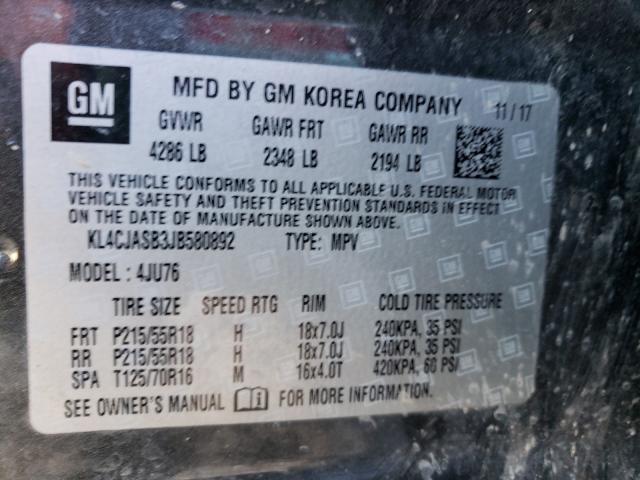 GM
MFD BY GM KOREA COMPANY 11/17
GVWR GAWR FRT GAWR RR
4286 LB 2348 LB 2194 LB
THIS VEHICLE CONFORMS TO ALL APPLICABLE U.S. FEDERAL MOTOR
VEHICLE SAFETY AND THEFT PREVENTION STANDARDS IN EFFECT
ON THE DATE OF MANUFACTURE SHOWN ABOVE.
KL4CJASB3JB580892 TYPE: MPV
MODEL : 4JU76
TIRE SIZE SPEED RTG RIM COLD TIRE PRESSURE
FRT P215/55R18 H 18x7.0J 240KPA, 35 PSI
RR P215/55R18 H 18x7.0J 240KPA, 35 PSI
SPA T125/70R16 M 16x4.0T 420KPA, 60 PSI
SEE OWNER'S MANUAL FOR MORE INFORMATION.